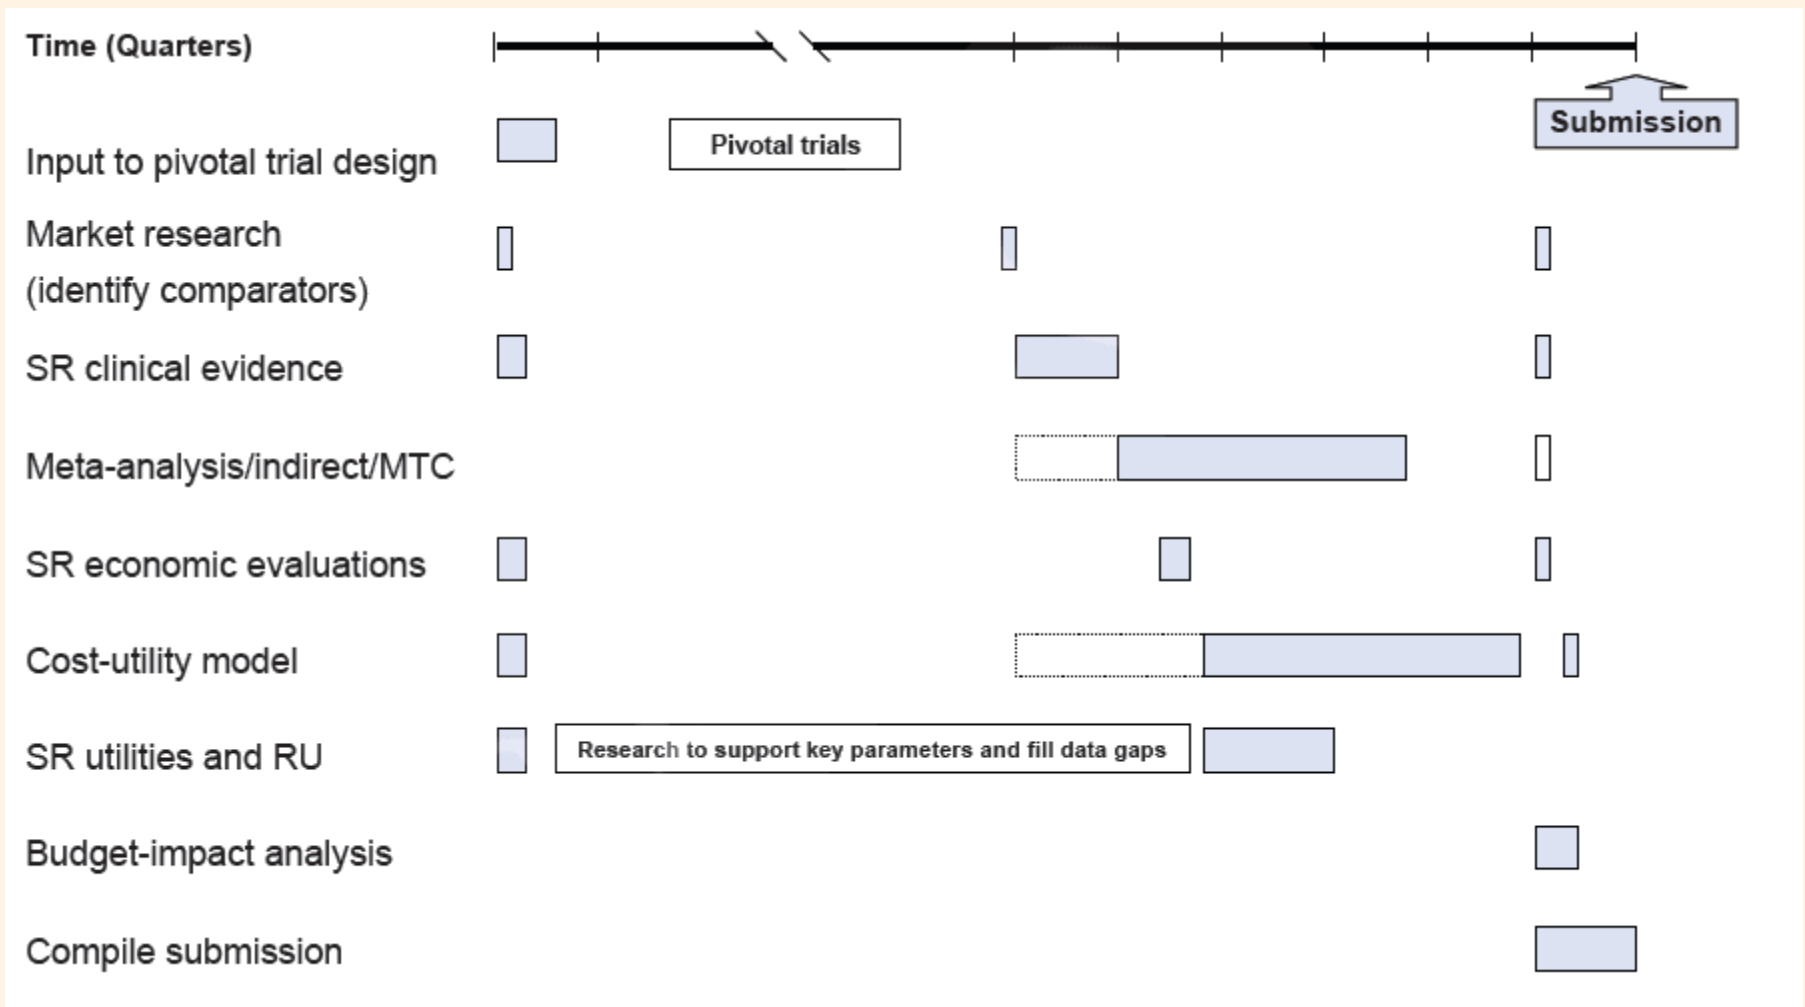 Time (Quarters)
Submission
Input to pivotal trial design
Pivotal trials
Market research
(identify comparators)
SR clinical evidence
Meta-analysis/indirect/MTC
SR economic evaluations
Cost-utility model
SR utilities and RU
Research to support key parameters and fill data gaps
Budget-impact analysis
Compile submission